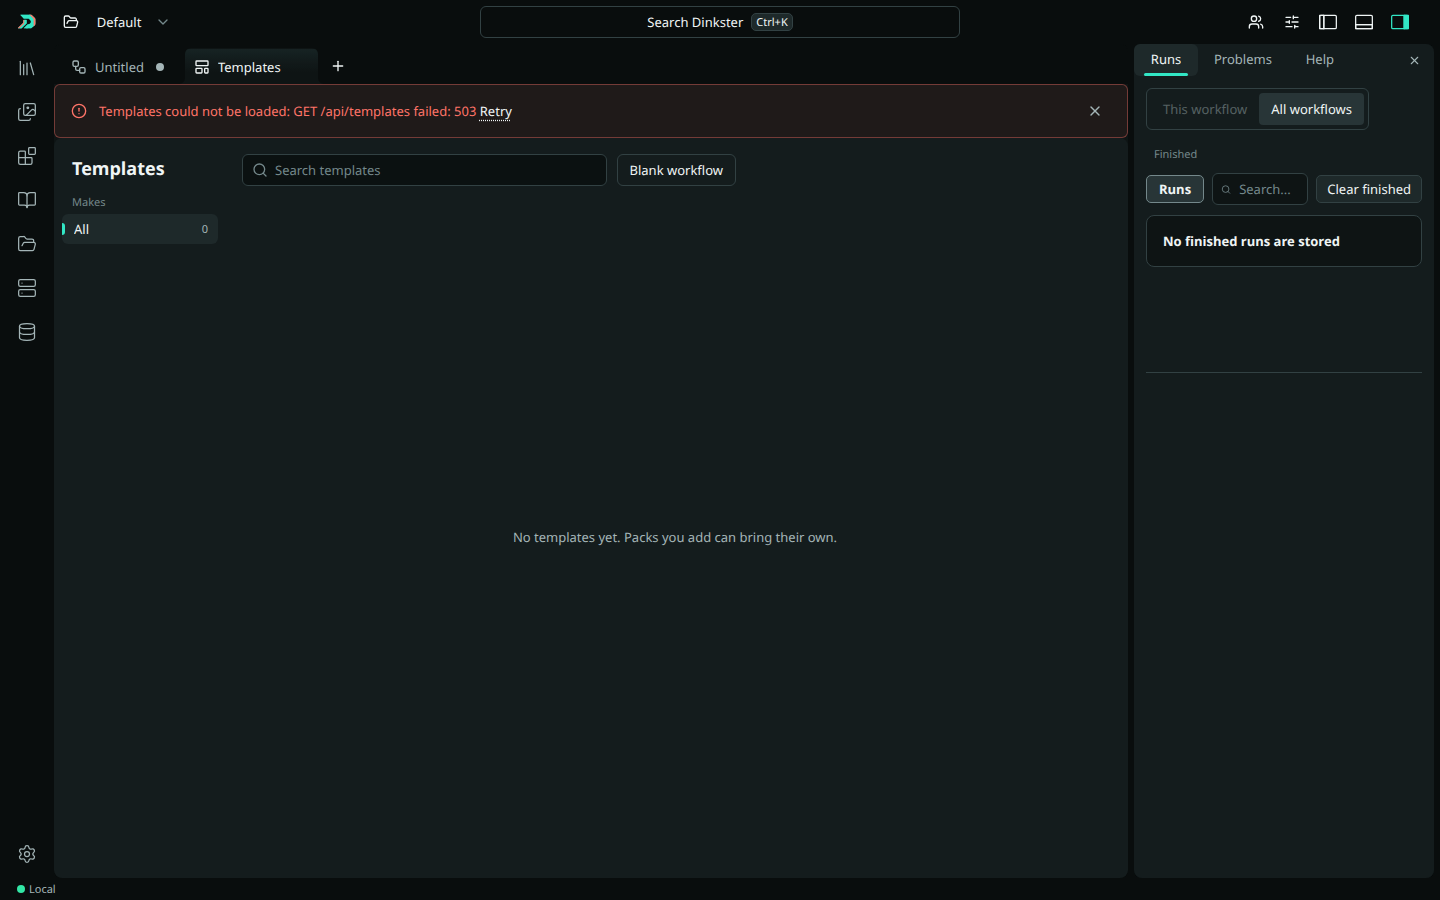 Default
Search Dinkster Ctrl+K
Untitled
Templates
Runs
Problems
Help
Templates could not be loaded: GET /api/templates failed: 503 Retry
This workflow
All workflows
Templates
Search templates
Blank workflow
Finished
Makes
All 0
Runs
Search...
Clear finished
No finished runs are stored
No templates yet. Packs you add can bring their own.
Local